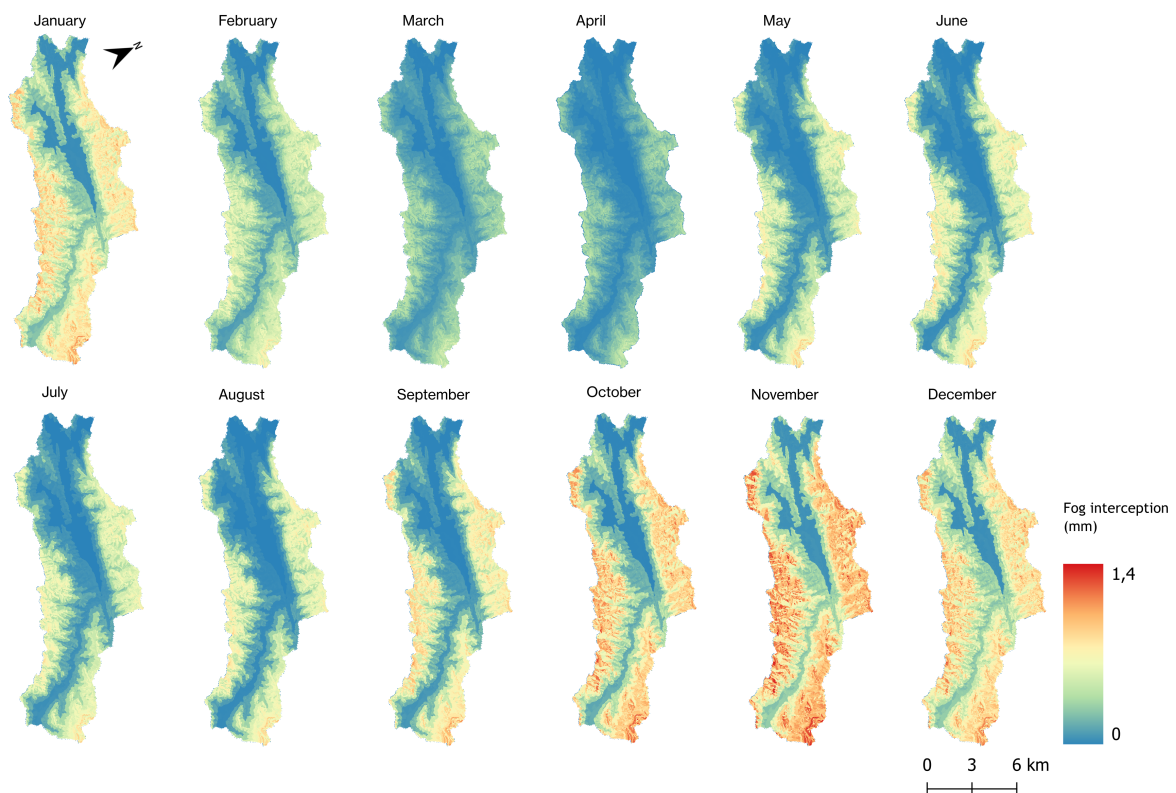 January
February
March
April
May
June
N
July
August
September
October
November
December
Fog interception
(mm)
1,4
0
0 3 6 km